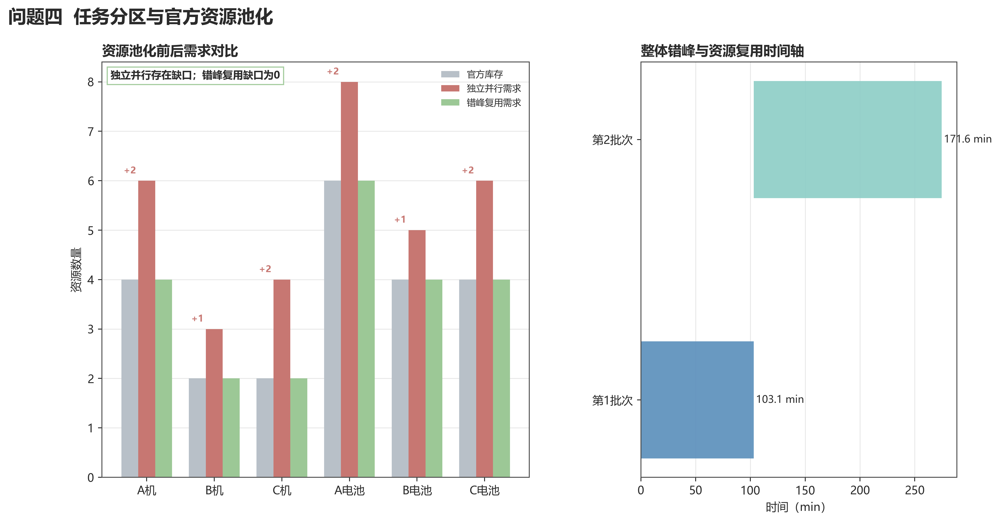 问题四 任务分区与官方资源池化
资源池化前后需求对比
独立并行存在缺口；错峰复用缺口为0
官方库存
独立并行需求
错峰复用需求
+2
+1
+2
+2
+1
+2
资源数量
8
7
6
5
4
3
2
1
0
A机
B机
C机
A电池
B电池
C电池
整体错峰与资源复用时间轴
第2批次
171.6 min
第1批次
103.1 min
0
50
100
150
200
250
时间（min）